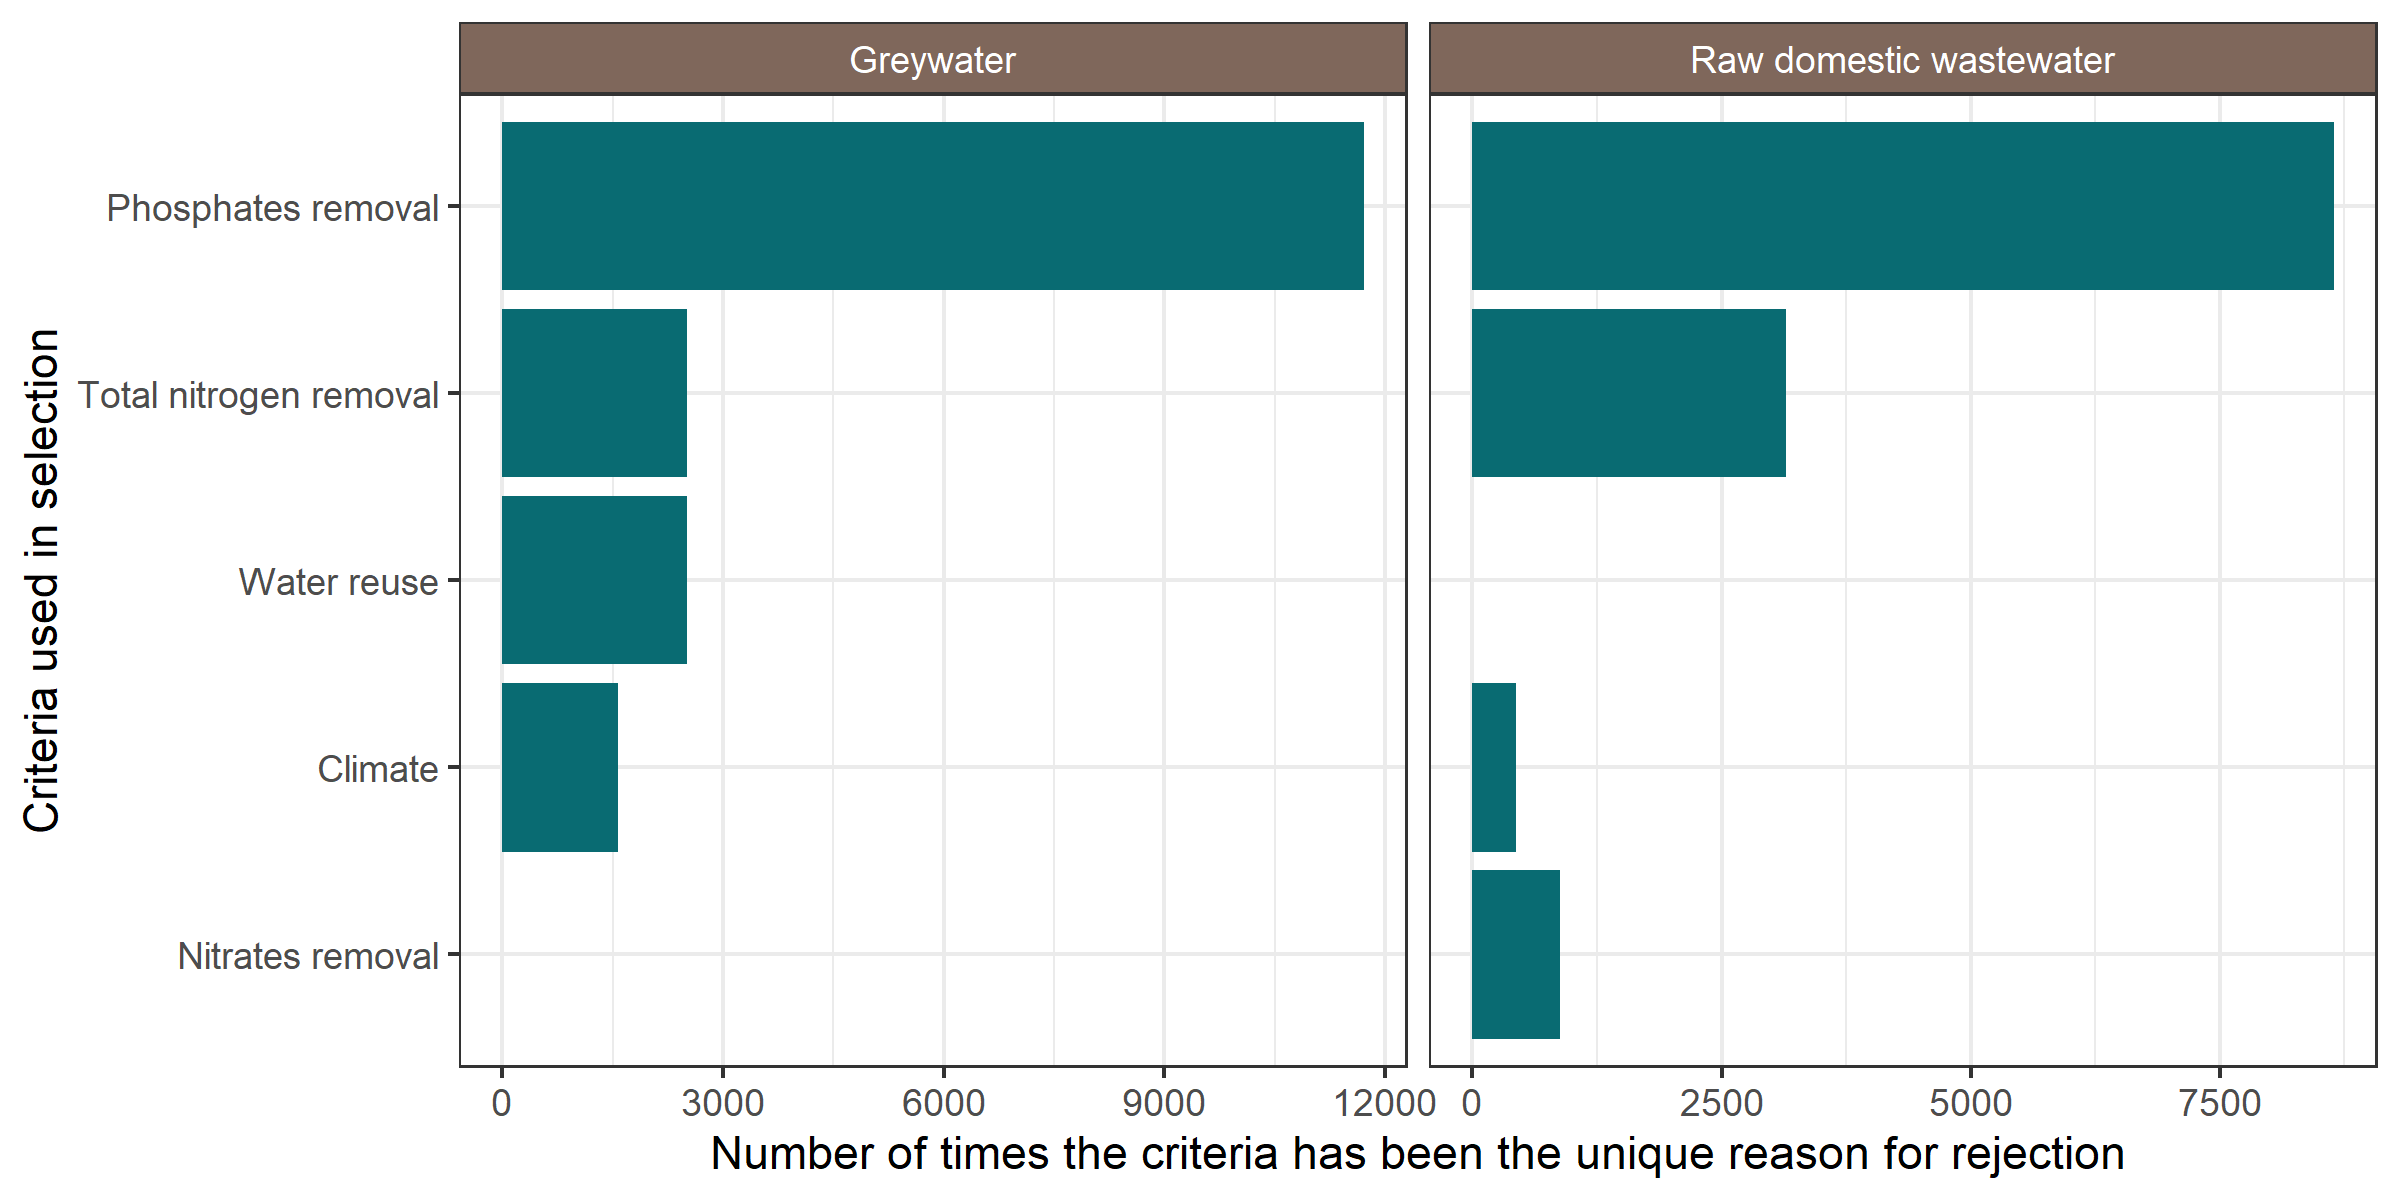 Greywater
Raw domestic wastewater
Criteria used in selection
Phosphates removal
Total nitrogen removal
Water reuse
Climate
Nitrates removal
0 3000 6000 9000 12000
0 2500 5000 7500
Number of times the criteria has been the unique reason for rejection